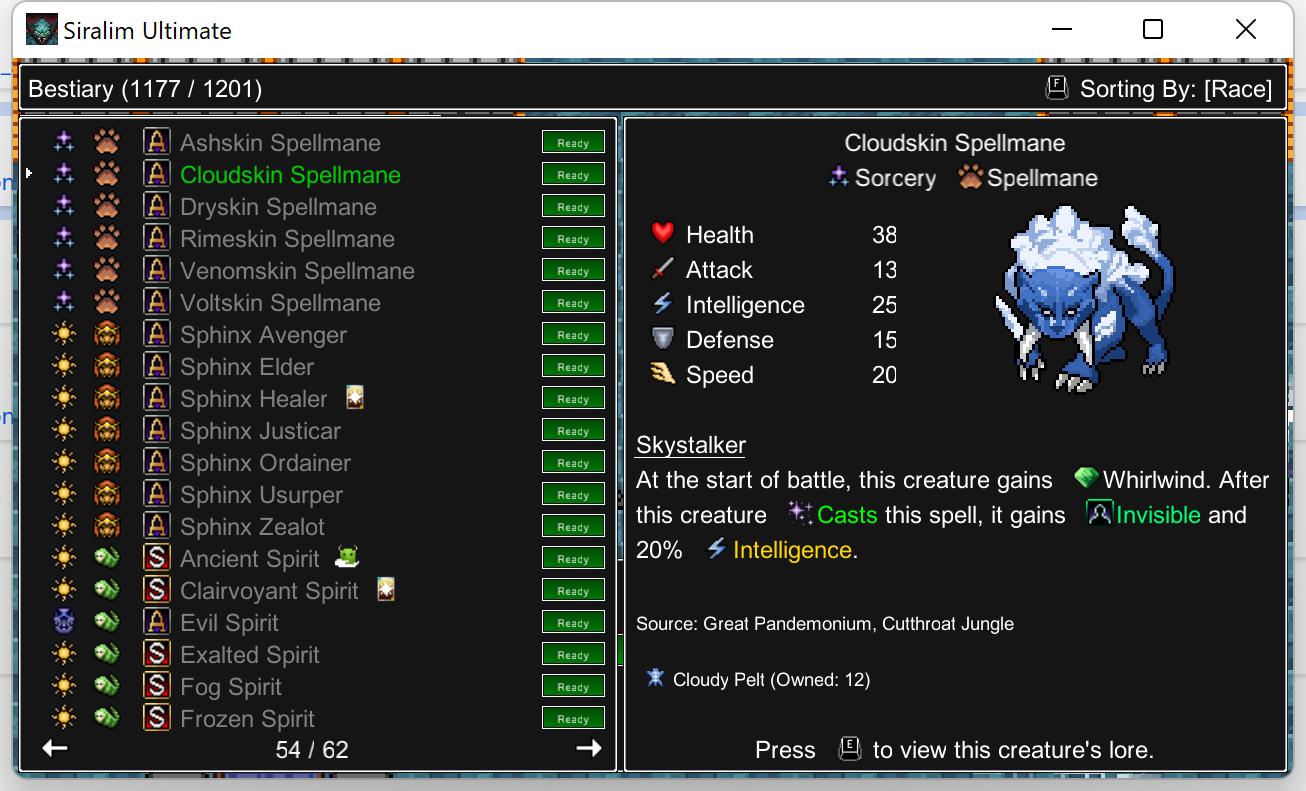 Siralim Ultimate
Bestiary (1177 / 1201)
F Sorting By: [Race]
A Ashskin Spellmane Ready
A Cloudskin Spellmane Ready
A Dryskin Spellmane Ready
A Rimeskin Spellmane Ready
A Venomskin Spellmane Ready
A Voltskin Spellmane Ready
A Sphinx Avenger Ready
A Sphinx Elder Ready
A Sphinx Healer Ready
A Sphinx Justicar Ready
A Sphinx Ordainer Ready
A Sphinx Usurper Ready
A Sphinx Zealot Ready
S Ancient Spirit Ready
S Clairvoyant Spirit Ready
A Evil Spirit Ready
S Exalted Spirit Ready
S Fog Spirit Ready
S Frozen Spirit Ready
54 / 62
Cloudskin Spellmane
Sorcery Spellmane
Health 38
Attack 13
Intelligence 25
Defense 15
Speed 20
Skystalker
At the start of battle, this creature gains Whirlwind. After
this creature Casts this spell, it gains Invisible and
20% Intelligence.
Source: Great Pandemonium, Cutthroat Jungle
Cloudy Pelt (Owned: 12)
Press E to view this creature's lore.